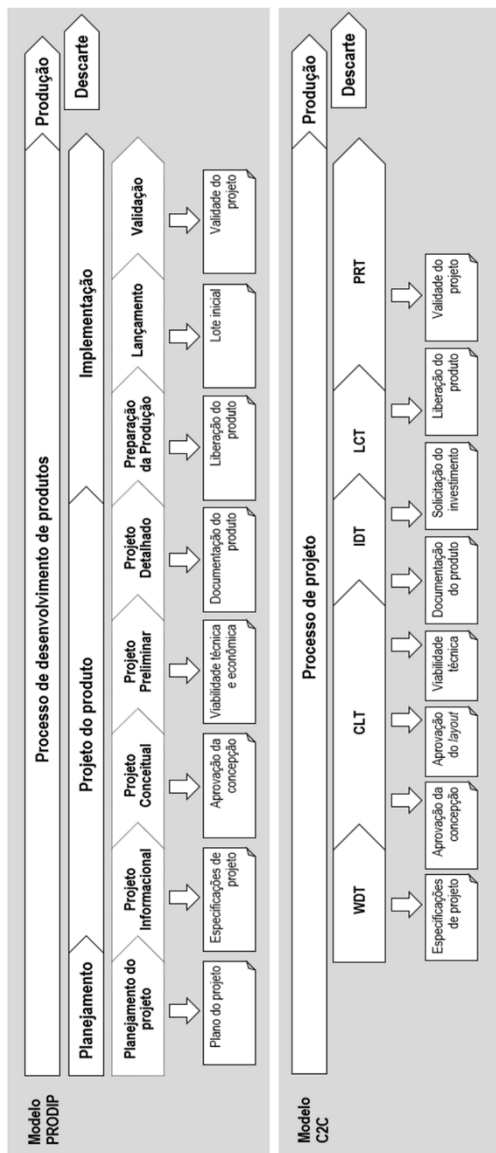 Modelo
PRODIP
Processo de desenvolvimento de produtos
Produção
Descarte
Planejamento
Projeto do produto
Implementação
Planejamento do
projeto
Projeto
Informacional
Projeto
Conceitual
Projeto
Preliminar
Projeto
Detalhado
Preparação
da Produção
Lançamento
Validação
Plano do projeto
Especificações de
projeto
Aprovação da
concepção
Viabilidade técnica
e econômica
Documentação do
produto
Liberação do
produto
Lote inicial
Validade do
projeto
Modelo
C2C
Processo de projeto
Produção
Descarte
WDT
CLT
IDT
LCT
PRT
Especificações
de projeto
Aprovação da
concepção
Aprovação
do layout
Viabilidade
técnica
Documentação
do produto
Solicitação do
investimento
Liberação do
produto
Validade do
projeto